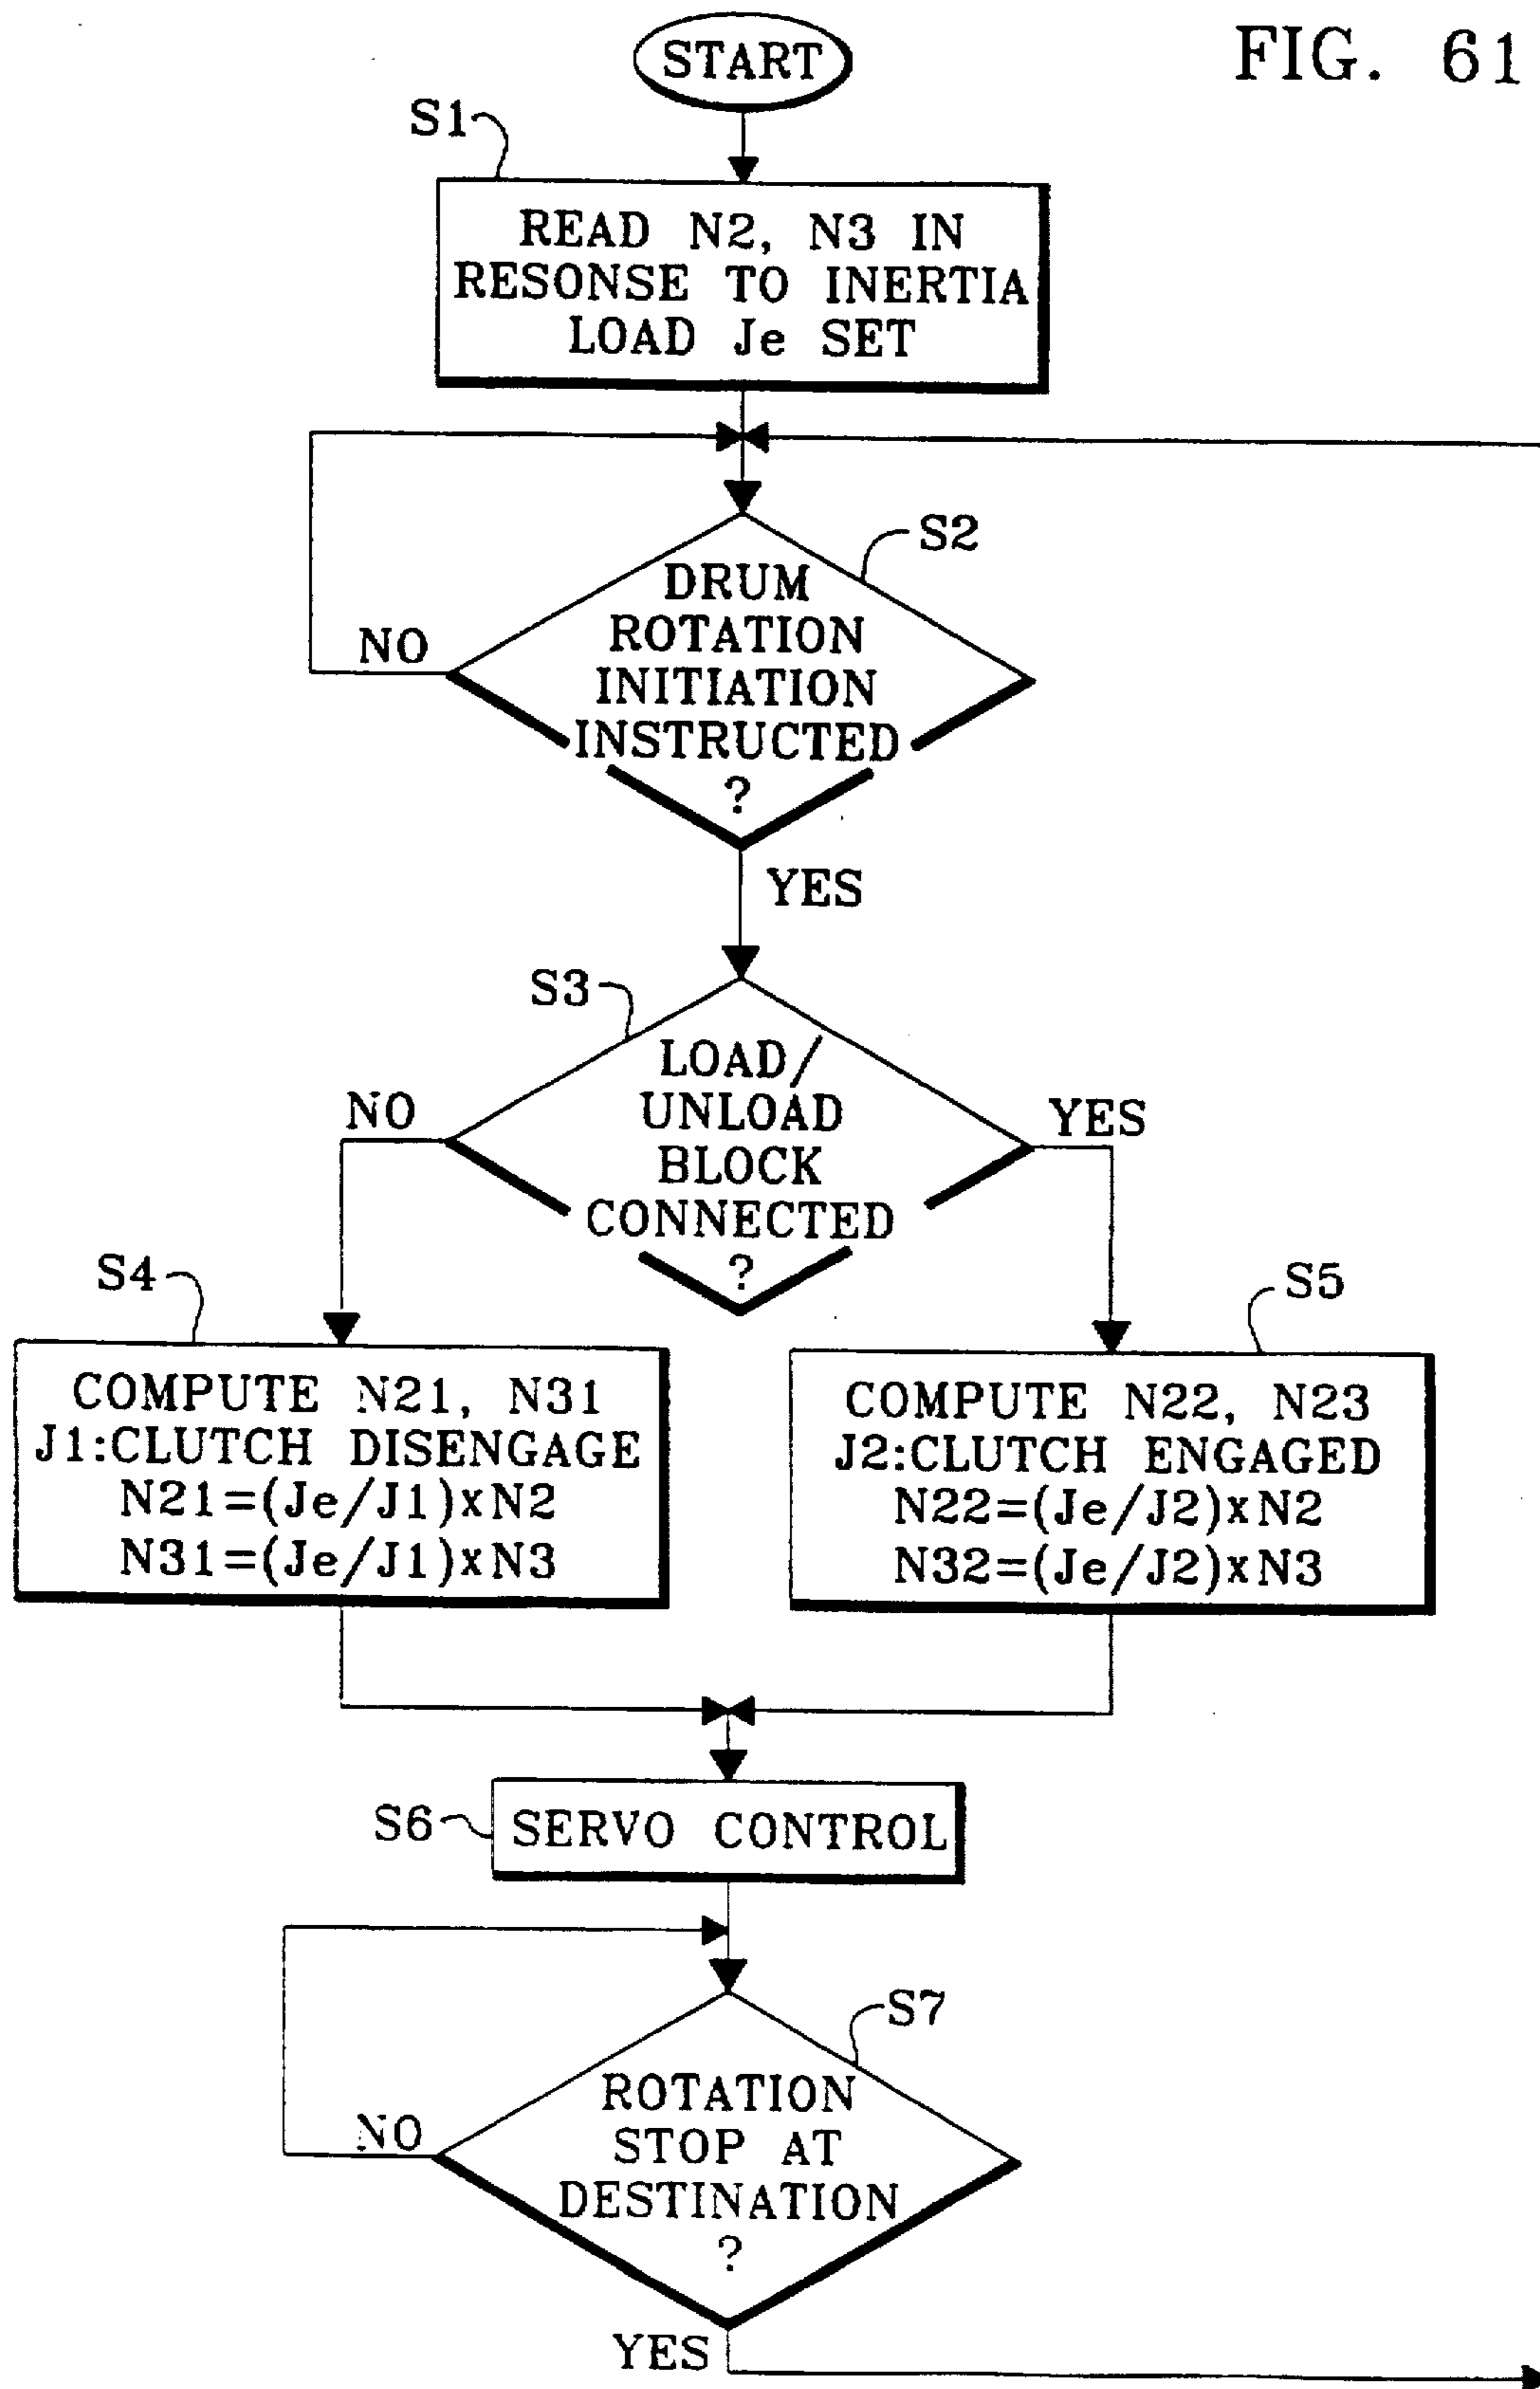 FIG. 61
START
S1
READ N2, N3 IN
RESONSE TO INERTIA
LOAD Je SET
S2
DRUM
ROTATION
INITIATION
INSTRUCTED
?
NO
YES
S3
LOAD/
UNLOAD
BLOCK
CONNECTED
?
NO
YES
S4
COMPUTE N21, N31
J1:CLUTCH DISENGAGE
N21=(Je/J1)xN2
N31=(Je/J1)xN3
S5
COMPUTE N22, N23
J2:CLUTCH ENGAGED
N22=(Je/J2)xN2
N32=(Je/J2)xN3
S6
SERVO CONTROL
S7
ROTATION
STOP AT
DESTINATION
?
NO
YES